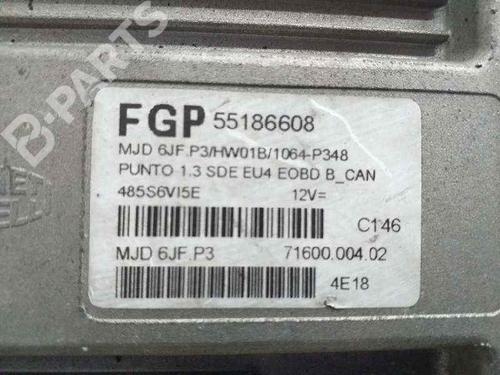 B-PARTS
FGP 55186608
MJD 6JF.P3/HW01B/1064-P348
PUNTO 1.3 SDE EU4 EOBD B_CAN
485S6VI5E 12V=
C146
MJD 6JF.P3 71600.004.02
4E18